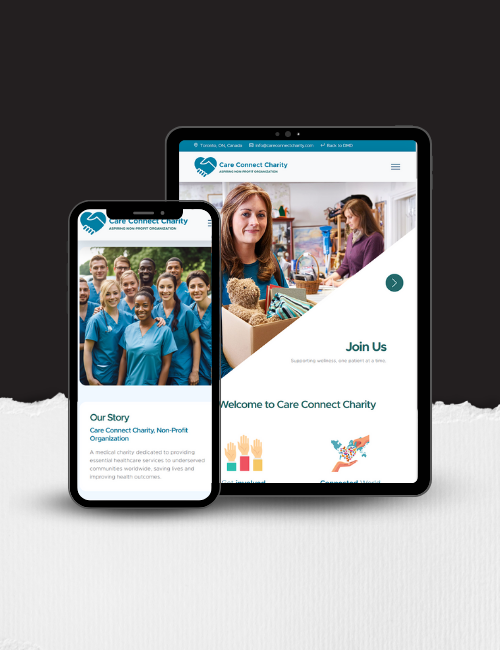 Toronto, ON, Canada info@careconnectcharity.com Back to DMD
Care Connect Charity
ASPIRING NON-PROFIT ORGANIZATION
Join Us
Supporting wellness, one patient at a time.
Welcome to Care Connect Charity
Get involved
Connected World
Care Connect Charity
ASPIRING NON-PROFIT ORGANIZATION
Our Story
Care Connect Charity, Non-Profit
Organization
A medical charity dedicated to providing
essential healthcare services to underserved
communities worldwide, saving lives and
improving health outcomes.